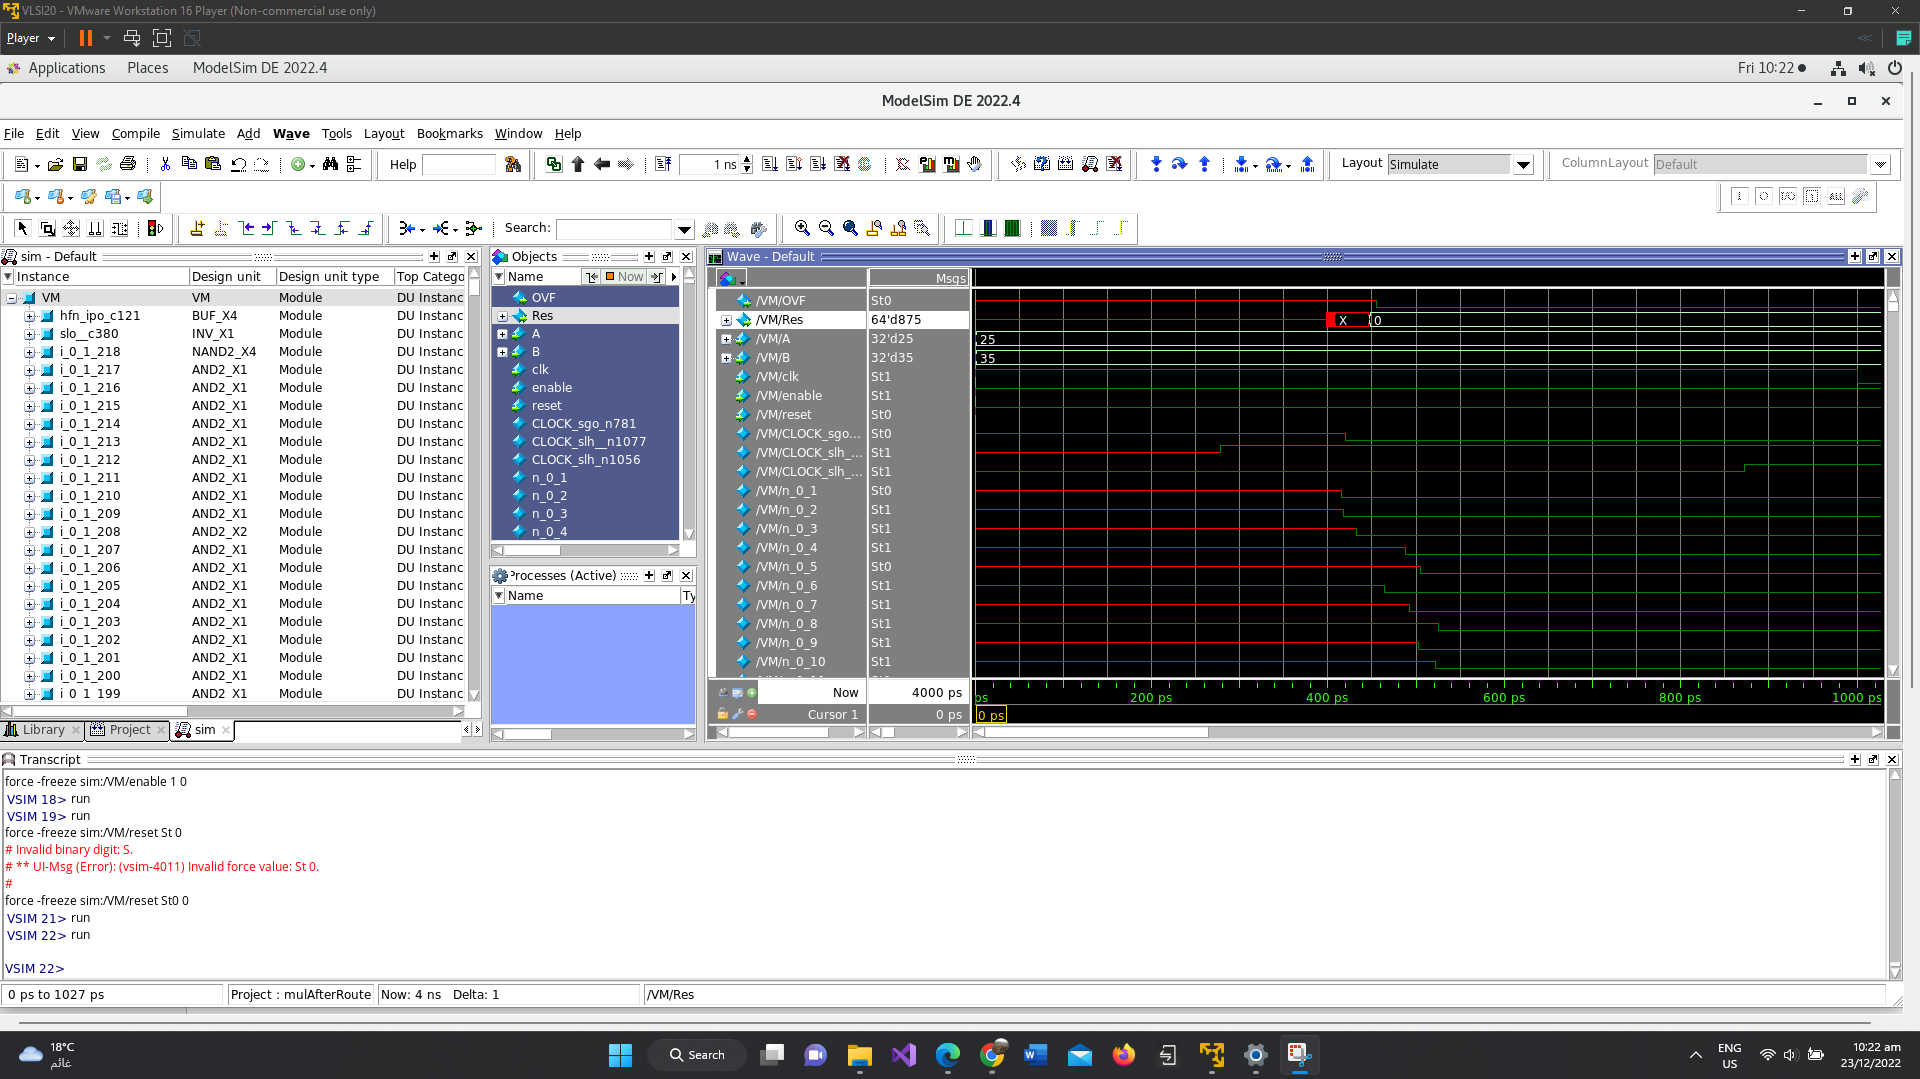 VLSI20 - VMware Workstation 16 Player (Non-commercial use only)
Player
Applications Places ModelSim DE 2022.4 Fri 10:22
ModelSim DE 2022.4
File Edit View Compile Simulate Add Wave Tools Layout Bookmarks Window Help
Help 1 ns Layout Simulate ColumnLayout Default
Search:
sim - Default
Instance Design unit Design unit type Top Catego
VM VM Module DU Instanc
hfn_ipo_c121 BUF_X4 Module DU Instanc
slo__c380 INV_X1 Module DU Instanc
i_0_1_218 NAND2_X4 Module DU Instanc
i_0_1_217 AND2_X1 Module DU Instanc
i_0_1_216 AND2_X1 Module DU Instanc
i_0_1_215 AND2_X1 Module DU Instanc
i_0_1_214 AND2_X1 Module DU Instanc
i_0_1_213 AND2_X1 Module DU Instanc
i_0_1_212 AND2_X1 Module DU Instanc
i_0_1_211 AND2_X1 Module DU Instanc
i_0_1_210 AND2_X1 Module DU Instanc
i_0_1_209 AND2_X1 Module DU Instanc
i_0_1_208 AND2_X2 Module DU Instanc
i_0_1_207 AND2_X1 Module DU Instanc
i_0_1_206 AND2_X1 Module DU Instanc
i_0_1_205 AND2_X1 Module DU Instanc
i_0_1_204 AND2_X1 Module DU Instanc
i_0_1_203 AND2_X1 Module DU Instanc
i_0_1_202 AND2_X1 Module DU Instanc
i_0_1_201 AND2_X1 Module DU Instanc
i_0_1_200 AND2_X1 Module DU Instanc
i_0_1_199 AND2_X1 Module DU Instanc
Library Project sim
Objects
Name Now
OVF
Res
A
B
clk
enable
reset
CLOCK_sgo_n781
CLOCK_slh__n1077
CLOCK_slh_n1056
n_0_1
n_0_2
n_0_3
n_0_4
Processes (Active)
Name Ty
Wave - Default
Msgs
/VM/OVF St0
/VM/Res 64'd875 X 0
/VM/A 32'd25 25
/VM/B 32'd35 35
/VM/clk St1
/VM/enable St1
/VM/reset St0
/VM/CLOCK_sgo... St0
/VM/CLOCK_slh_... St1
/VM/CLOCK_slh_... St1
/VM/n_0_1 St0
/VM/n_0_2 St1
/VM/n_0_3 St1
/VM/n_0_4 St1
/VM/n_0_5 St0
/VM/n_0_6 St1
/VM/n_0_7 St1
/VM/n_0_8 St1
/VM/n_0_9 St1
/VM/n_0_10 St1
Now 4000 ps ps 200 ps 400 ps 600 ps 800 ps 1000 ps
Cursor 1 0 ps 0 ps
Transcript
force -freeze sim:/VM/enable 1 0
VSIM 18> run
VSIM 19> run
force -freeze sim:/VM/reset St 0
# Invalid binary digit: S.
# ** UI-Msg (Error): (vsim-4011) Invalid force value: St 0.
#
force -freeze sim:/VM/reset St0 0
VSIM 21> run
VSIM 22> run
VSIM 22>
0 ps to 1027 ps Project : mulAfterRoute Now: 4 ns Delta: 1 /VM/Res
18°C
غائم
Search
ENG
US
10:22 am
23/12/2022